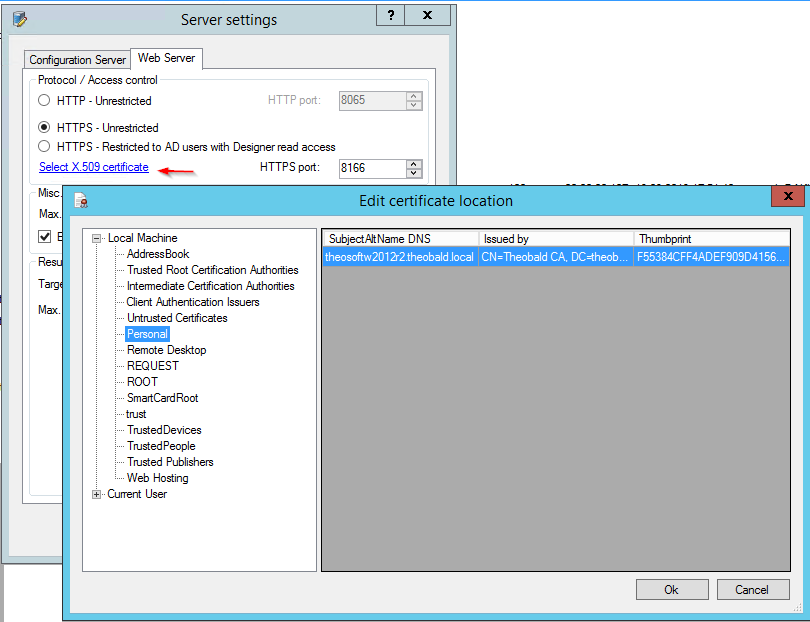 Server settings
?
X
Configuration Server
Web Server
Protocol / Access control
HTTP - Unrestricted
HTTP port:
8065
HTTPS - Unrestricted
HTTPS - Restricted to AD users with Designer read access
Select X.509 certificate
HTTPS port:
8166
Misc.
Max.
E
Resu
Targe
Max.
Edit certificate location
X
Local Machine
AddressBook
Trusted Root Certification Authorities
Intermediate Certification Authorities
Client Authentication Issuers
Untrusted Certificates
Personal
Remote Desktop
REQUEST
ROOT
SmartCardRoot
trust
TrustedDevices
TrustedPeople
Trusted Publishers
Web Hosting
Current User
SubjectAltName DNS Issued by Thumbprint
theosoftw2012r2.theobald.local CN=Theobald CA, DC=theob... F55384CFF4ADEF909D4156...
Ok
Cancel